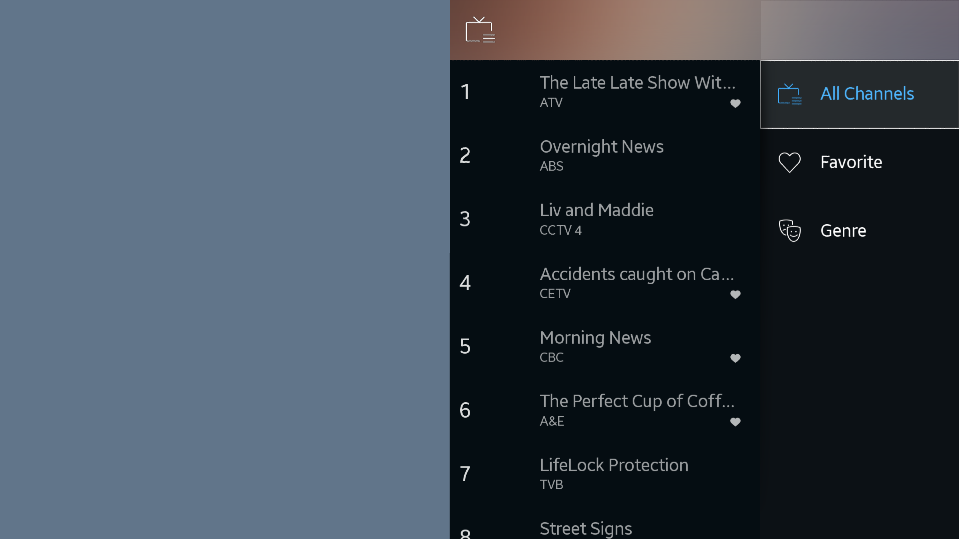 1
The Late Late Show Wit...
ATV
2
Overnight News
ABS
3
Liv and Maddie
CCTV 4
4
Accidents caught on Ca...
CETV
5
Morning News
CBC
6
The Perfect Cup of Coff...
A&E
7
LifeLock Protection
TVB
8
Street Signs
All Channels
Favorite
Genre